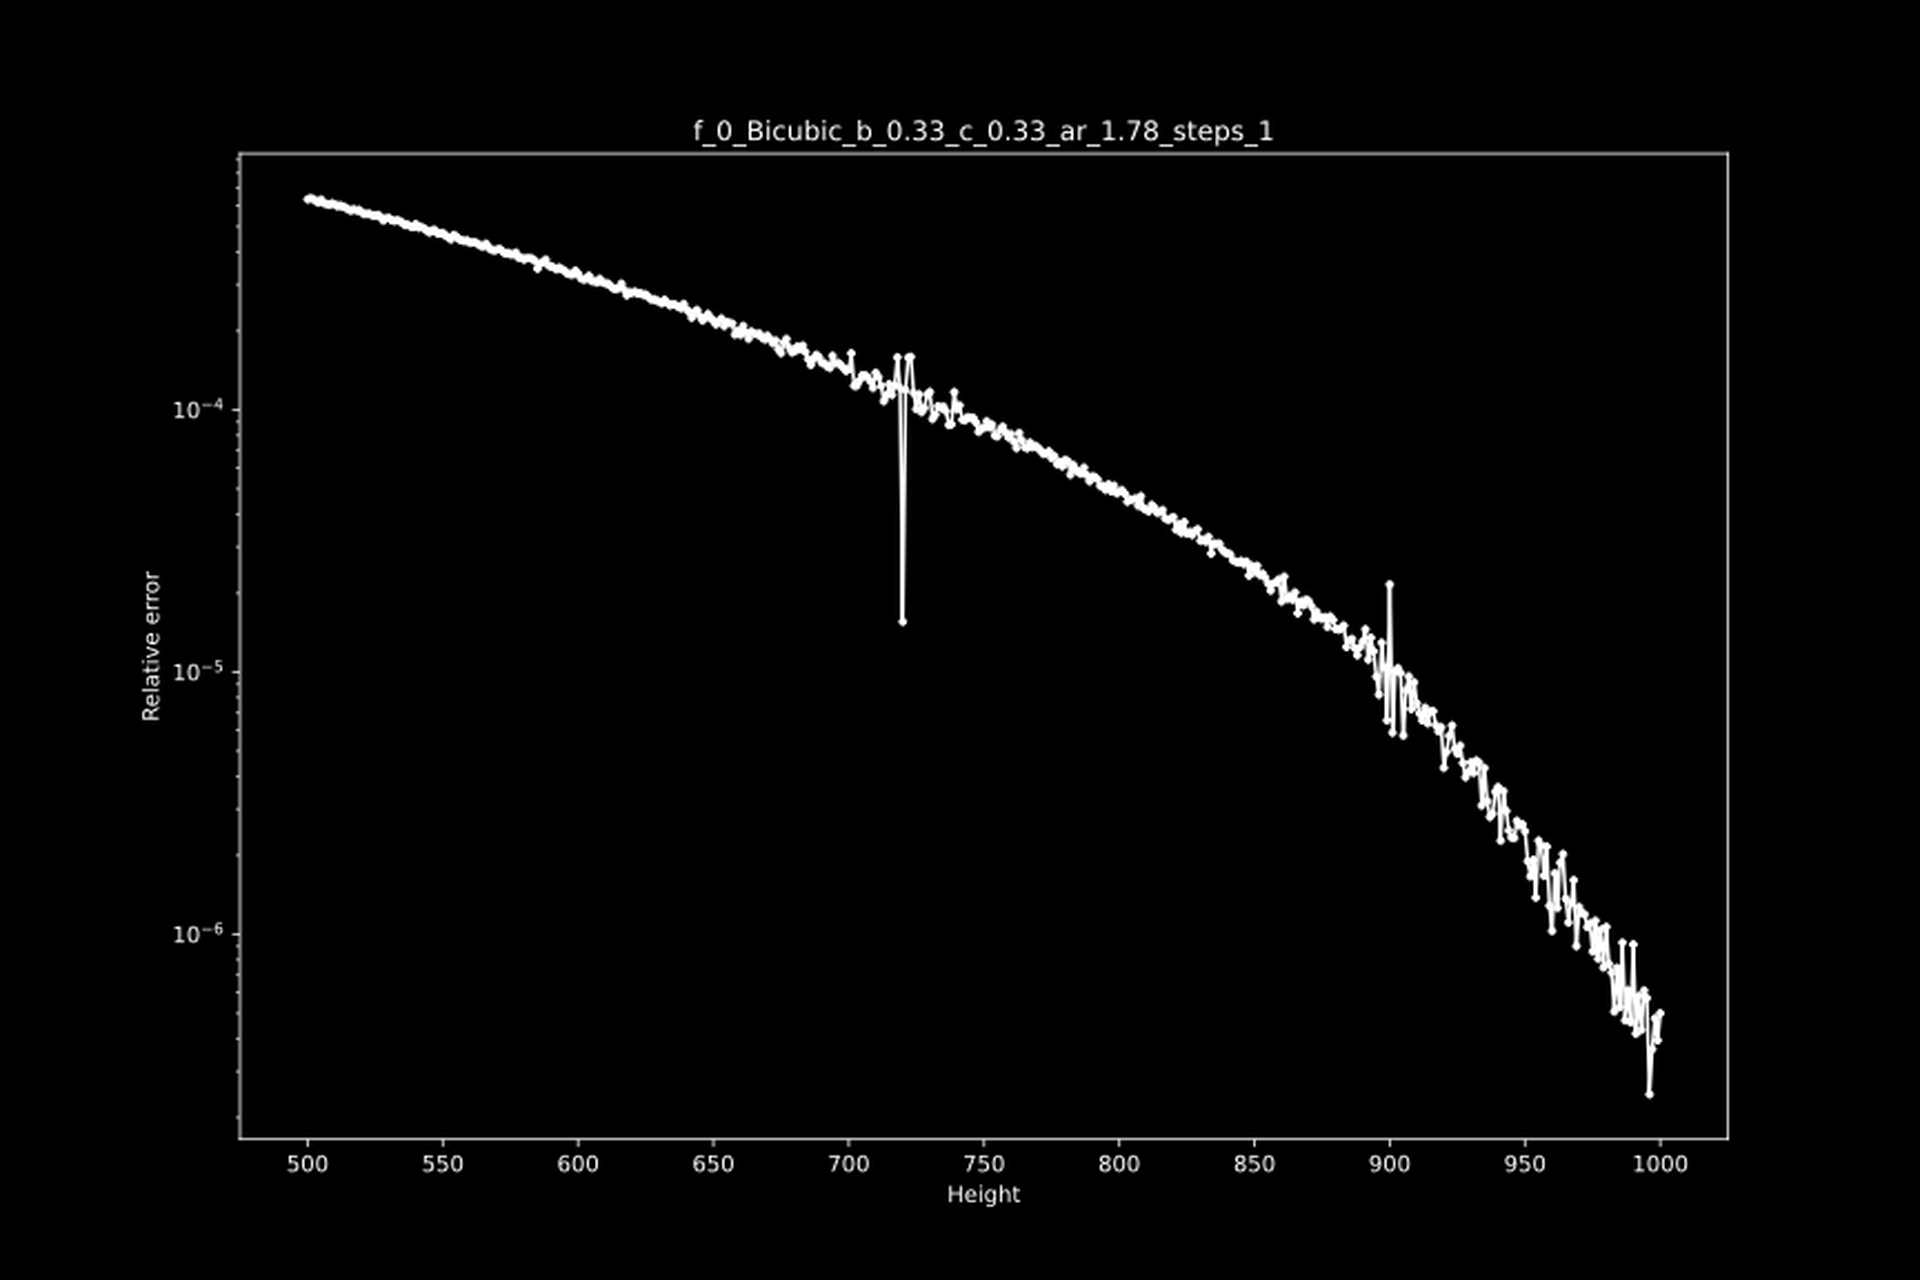 f_0_Bicubic_b_0.33_c_0.33_ar_1.78_steps_1
Relative error
10⁻⁴
10⁻⁵
10⁻⁶
500 550 600 650 700 750 800 850 900 950 1000
Height